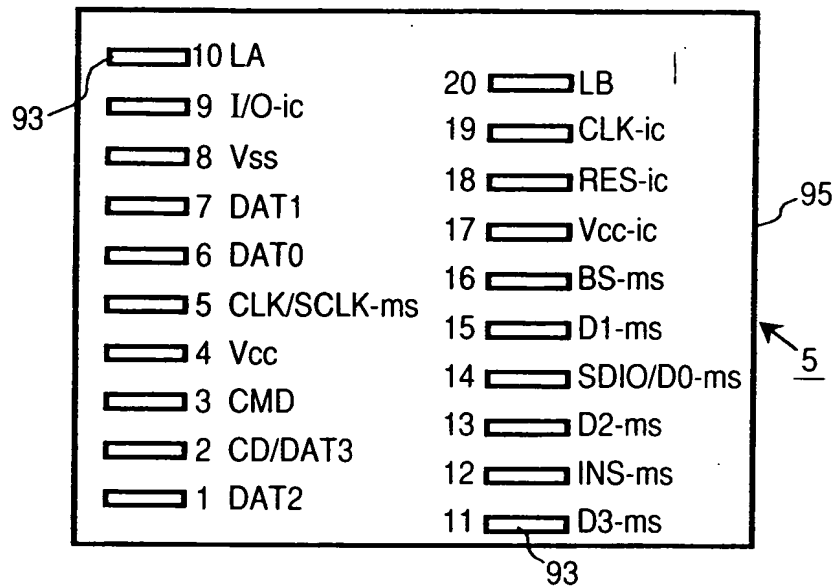 93
10 LA
9 I/O-ic
8 Vss
7 DAT1
6 DAT0
5 CLK/SCLK-ms
4 Vcc
3 CMD
2 CD/DAT3
1 DAT2
20 LB
19 CLK-ic
18 RES-ic
17 Vcc-ic
16 BS-ms
15 D1-ms
14 SDIO/D0-ms
13 D2-ms
12 INS-ms
11 D3-ms
93
95
5